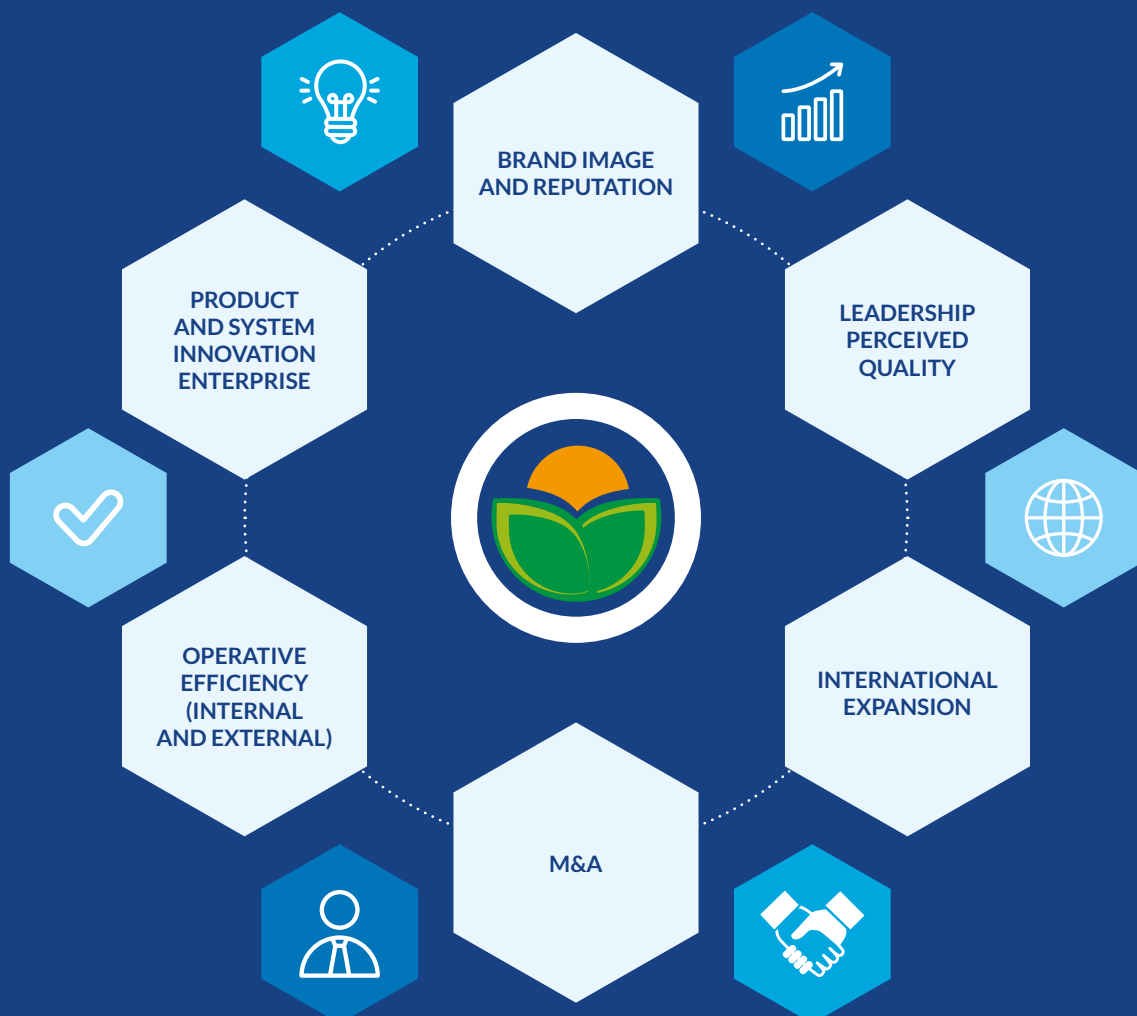 BRAND IMAGE
AND REPUTATION
PRODUCT
AND SYSTEM
INNOVATION
ENTERPRISE
LEADERSHIP
PERCEIVED
QUALITY
OPERATIVE
EFFICIENCY
(INTERNAL
AND EXTERNAL)
INTERNATIONAL
EXPANSION
M&A